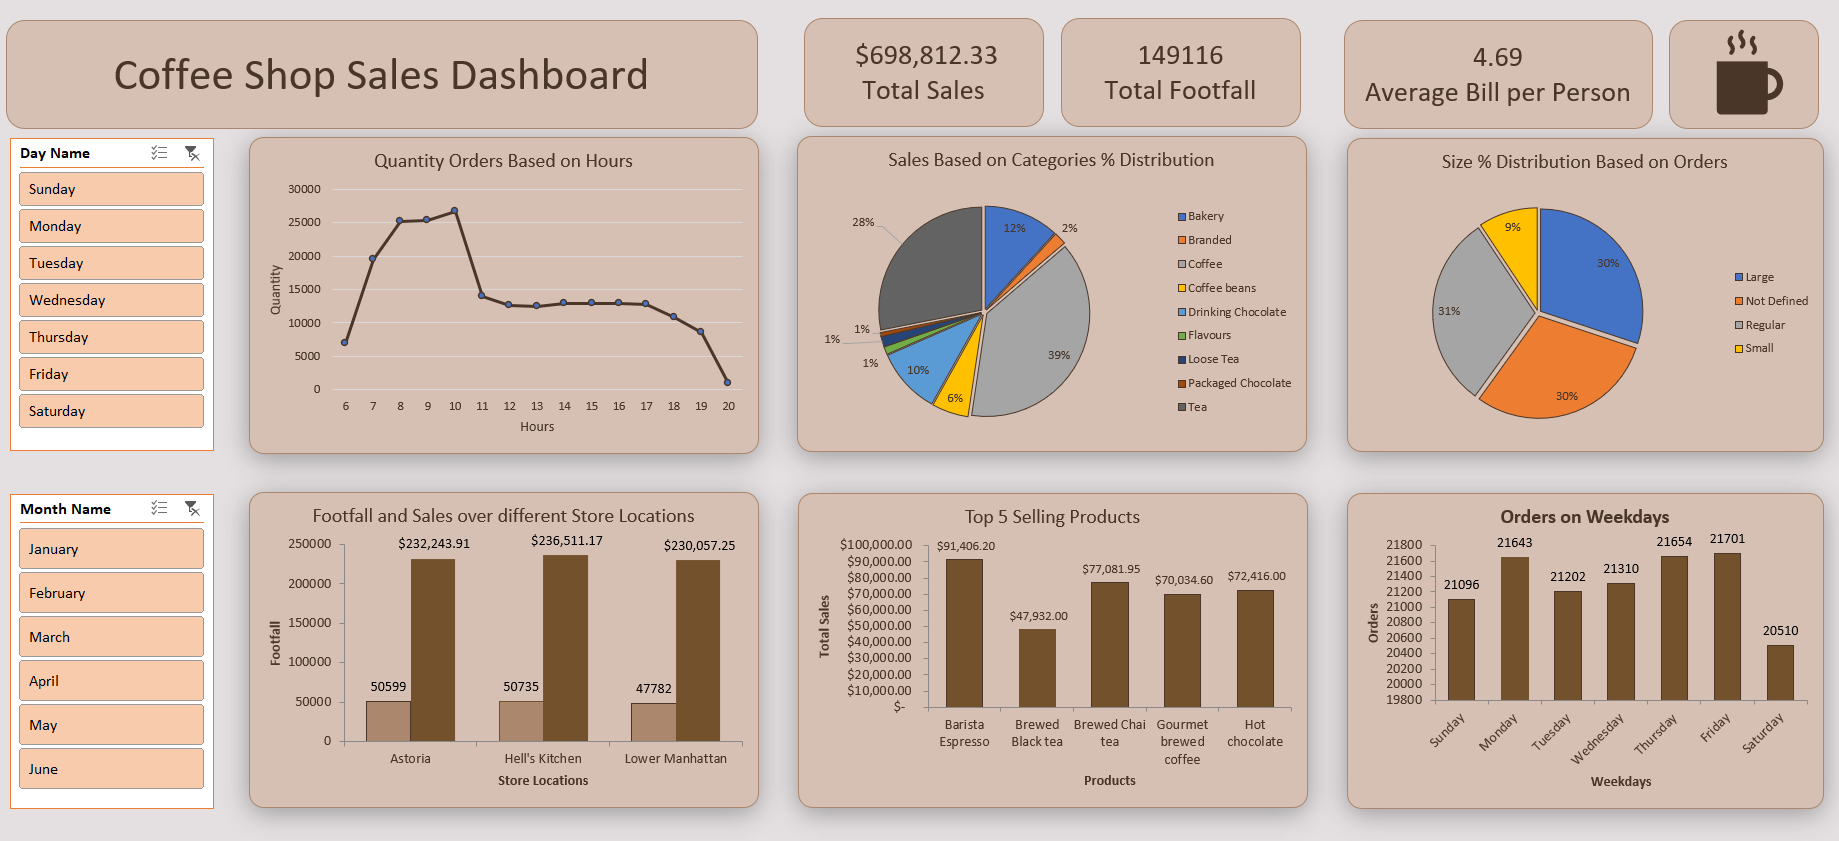 Coffee Shop Sales Dashboard
$698,812.33
Total Sales
149116
Total Footfall
4.69
Average Bill per Person
Day Name
Sunday
Monday
Tuesday
Wednesday
Thursday
Friday
Saturday
Quantity Orders Based on Hours
Quantity
30000
25000
20000
15000
10000
5000
0
6 7 8 9 10 11 12 13 14 15 16 17 18 19 20
Hours
Sales Based on Categories % Distribution
12%
2%
39%
6%
10%
1%
1%
1%
28%
Bakery
Branded
Coffee
Coffee beans
Drinking Chocolate
Flavours
Loose Tea
Packaged Chocolate
Tea
Size % Distribution Based on Orders
30%
30%
31%
9%
Large
Not Defined
Regular
Small
Month Name
January
February
March
April
May
June
Footfall and Sales over different Store Locations
Footfall
250000
200000
150000
100000
50000
0
$232,243.91
$236,511.17
$230,057.25
50599
50735
47782
Astoria
Hell's Kitchen
Lower Manhattan
Store Locations
Top 5 Selling Products
Total Sales
$100,000.00
$90,000.00
$80,000.00
$70,000.00
$60,000.00
$50,000.00
$40,000.00
$30,000.00
$20,000.00
$10,000.00
$-
$91,406.20
$47,932.00
$77,081.95
$70,034.60
$72,416.00
Barista
Espresso
Brewed
Black tea
Brewed Chai
tea
Gourmet
brewed
coffee
Hot
chocolate
Products
Orders on Weekdays
Orders
21800
21600
21400
21200
21000
20800
20600
20400
20200
20000
19800
21096
21643
21202
21310
21654
21701
20510
Sunday
Monday
Tuesday
Wednesday
Thursday
Friday
Saturday
Weekdays